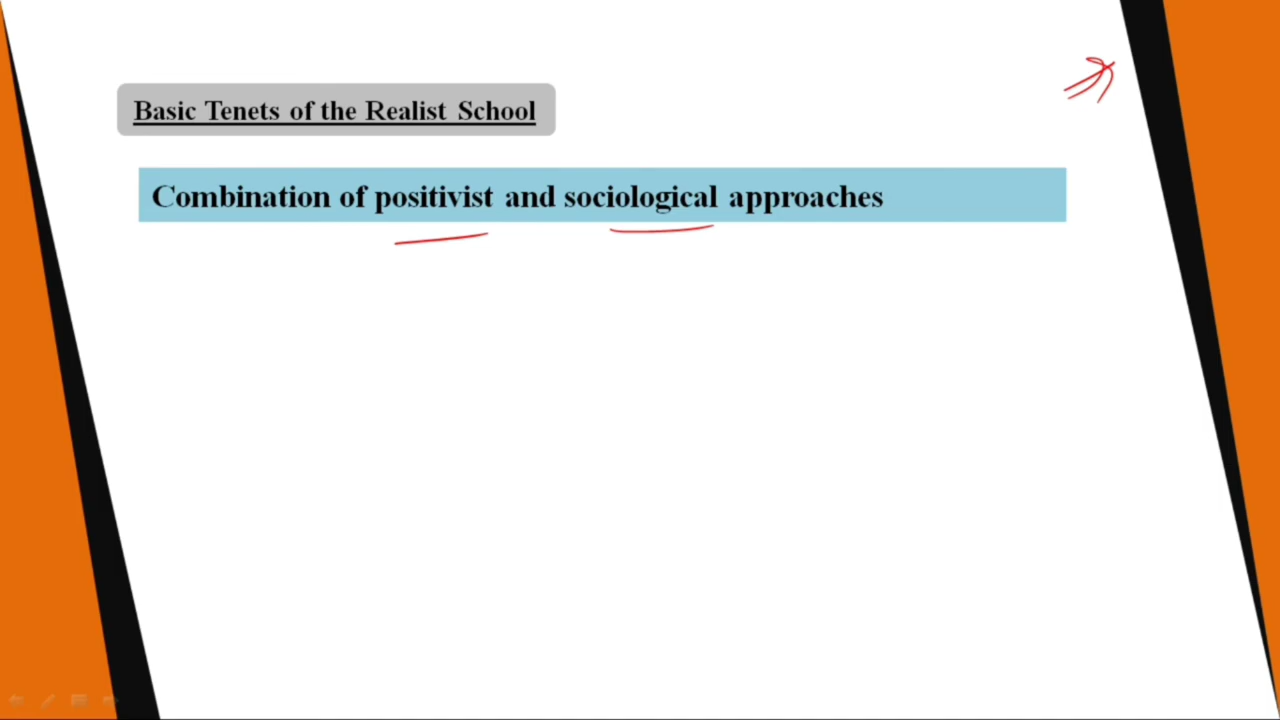 Basic Tenets of the Realist School
Combination of positivist and sociological approaches